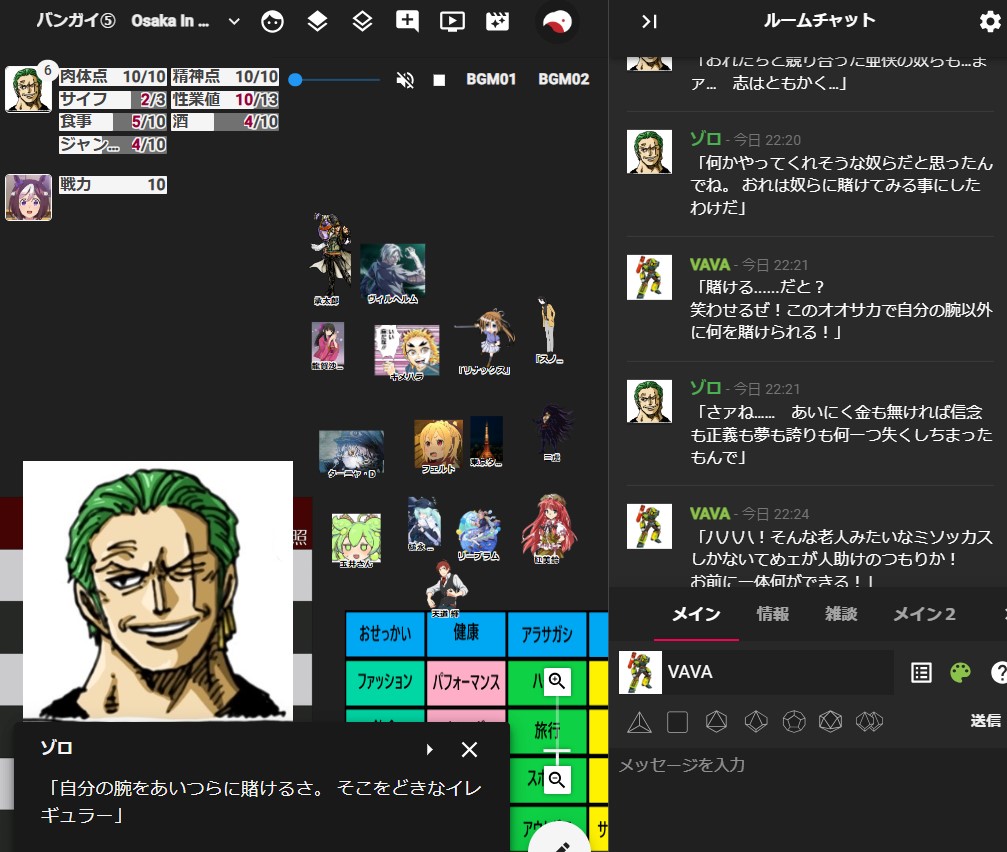 バンガイ⑤ Osaka In ...
BGM01 BGM02
6
肉体点 10/10 精神点 10/10
サイフ 2/3 性業値 10/13
食事 5/10 酒 4/10
ジャン... 4/10
戦力 10
承太郎
ヴィルヘルム
キメハラ
「リナックス」
「スノ...
ターニャ・D
フェルト
東京タ...
三虎
玉井さん
リープラム
紅美鈴
天道 将
照
おせっかい 健康 アラサガシ
ファッション パフォーマンス ハ
旅行
スポ
アウ サ
ゾロ
「自分の腕をあいつらに賭けるさ。 そこをどきなイレ
ギュラー」
ルームチャット
「おれたちと競り合った亜侠の奴らも…ま
ァ… 志はともかく…」
ゾロ - 今日 22:20
「何かやってくれそうな奴らだと思ったん
でね。 おれは奴らに賭けてみる事にした
わけだ」
VAVA - 今日 22:21
「賭ける……だと？
笑わせるぜ！このオオサカで自分の腕以外
に何を賭けられる！」
ゾロ - 今日 22:21
「さァね…… あいにく金も無ければ信念
も正義も夢も誇りも何一つ失くしちまった
もんで」
VAVA - 今日 22:24
「ハハハハ！そんな老人みたいなミソッカス
しかないてめェが人助けのつもりか！
お前に一体何ができる！」
メイン 情報 雑談 メイン２
VAVA
送信
メッセージを入力